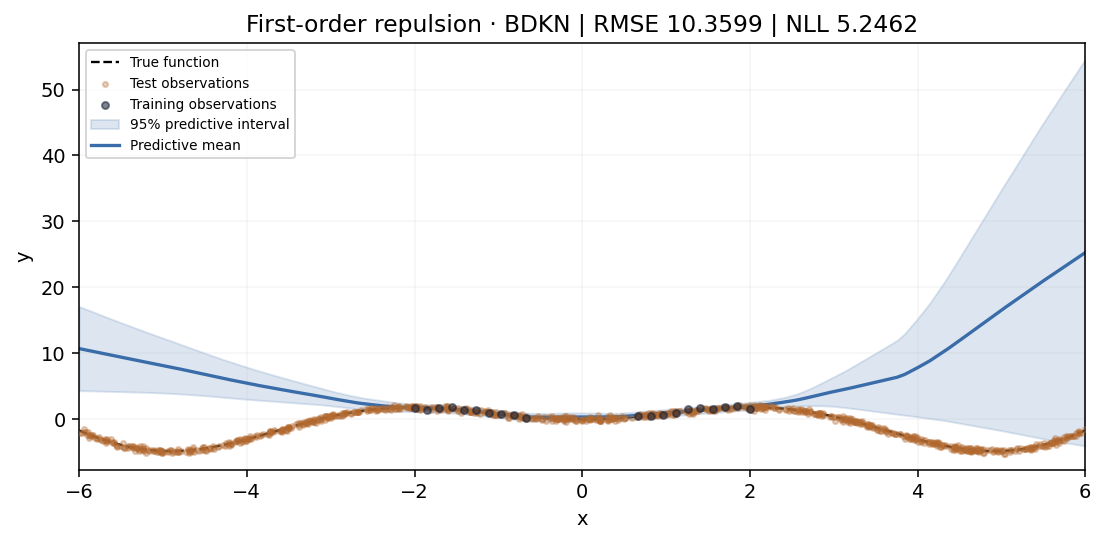 First-order repulsion · BDKN | RMSE 10.3599 | NLL 5.2462
True function
Test observations
Training observations
95% predictive interval
Predictive mean
50
40
30
20
10
0
y
−6
−4
−2
0
2
4
6
x